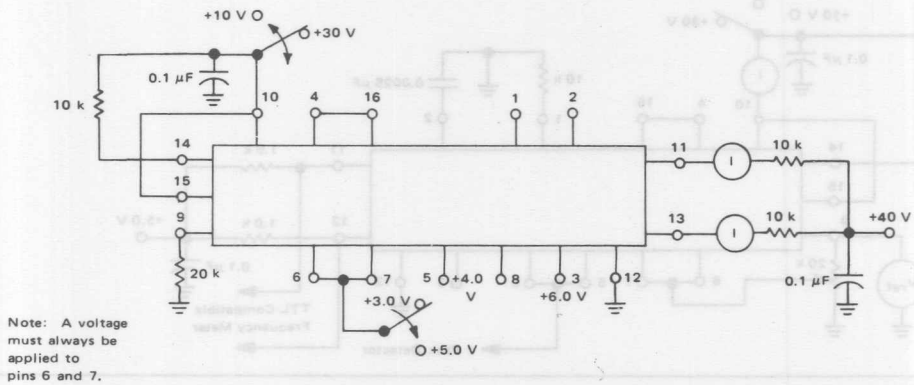 +10 V
+30 V
0.1 µF
10 k
10
4
16
1
2
14
15
9
11
I
10 k
13
I
10 k
+40 V
20 k
6
7
5
+4.0 V
8
3
+6.0 V
12
0.1 µF
+3.0 V
+5.0 V
Note: A voltage
must always be
applied to
pins 6 and 7.